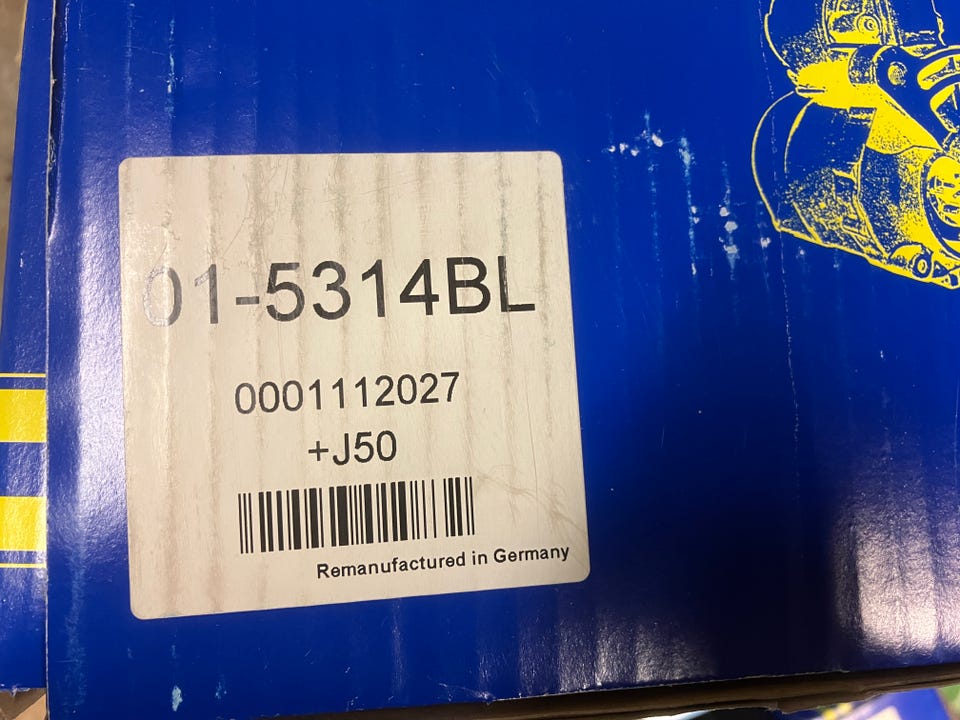 01-5314BL
0001112027
+J50
Remanufactured in Germany